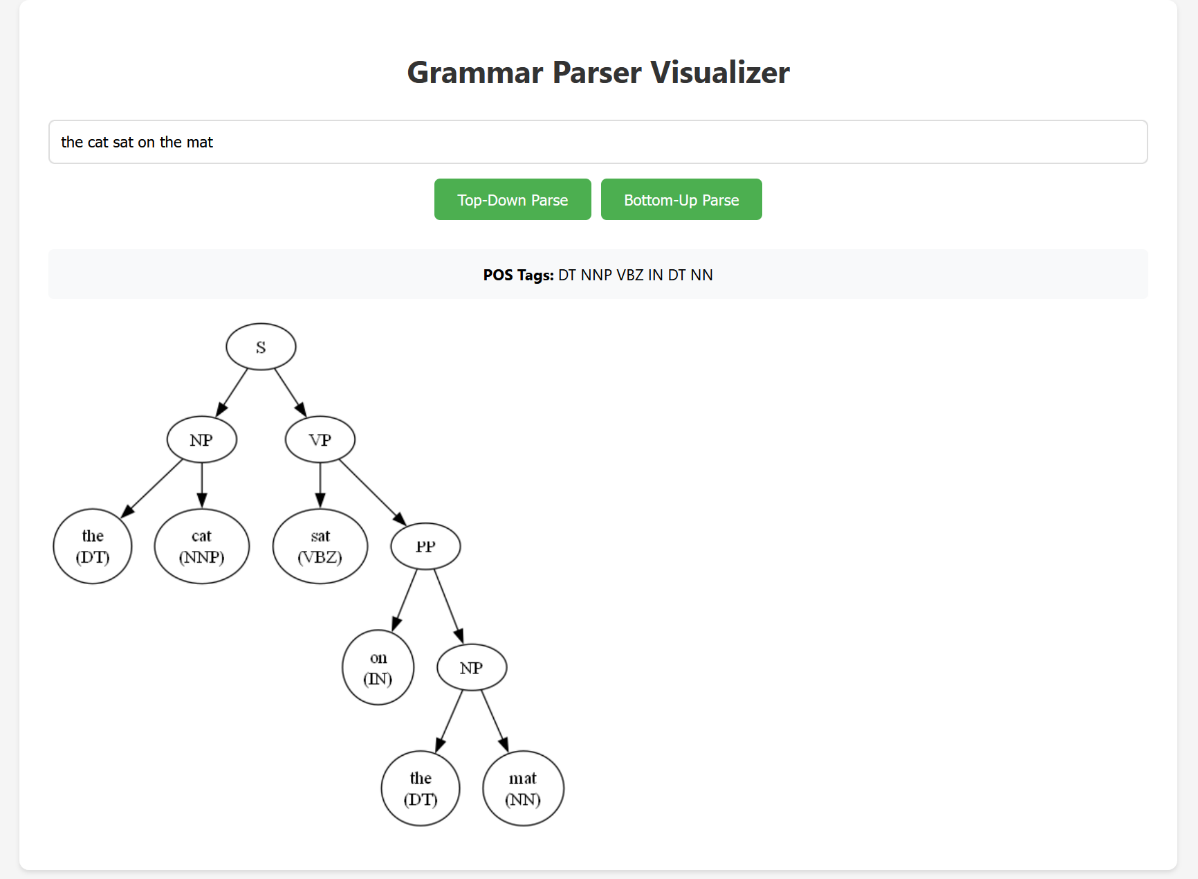 Grammar Parser Visualizer
the cat sat on the mat
Top-Down Parse
Bottom-Up Parse
POS Tags: DT NNP VBZ IN DT NN
S
NP
VP
the
(DT)
cat
(NNP)
sat
(VBZ)
PP
on
(IN)
NP
the
(DT)
mat
(NN)